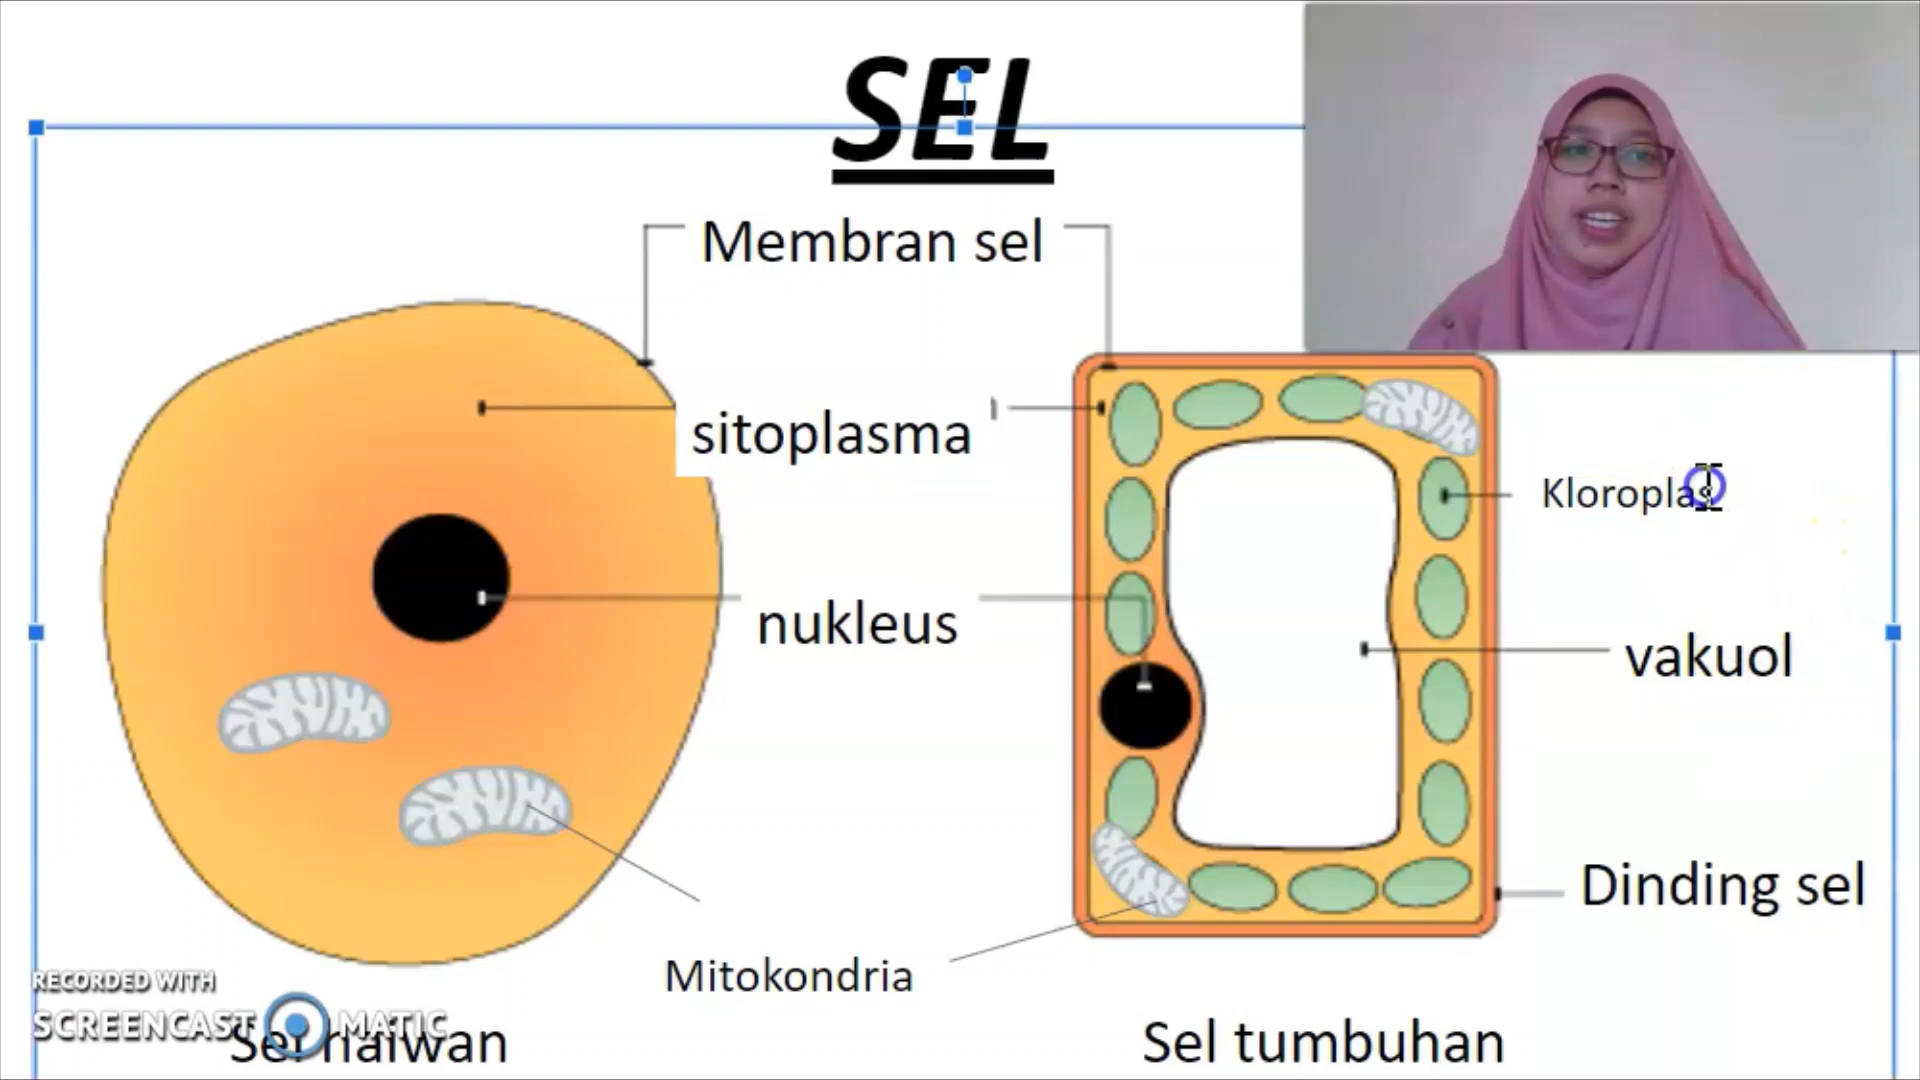 SEL
Membran sel
sitoplasma
Kloroplas
nukleus
vakuol
Dinding sel
Mitokondria
RECORDED WITH
SCREENCAST MATIC
Sel haiwan
Sel tumbuhan